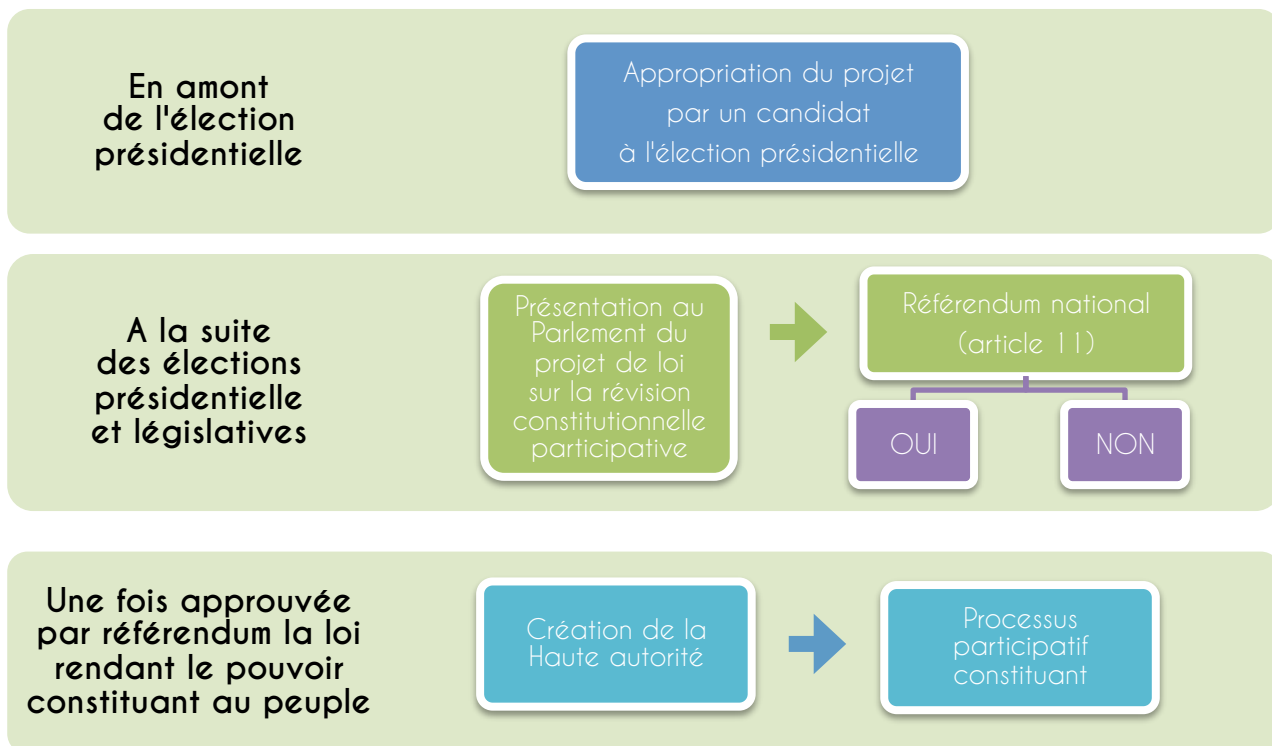 En amont
de l'élection
présidentielle
Appropriation du projet
par un candidat
à l'élection présidentielle
A la suite
des élections
présidentielle
et législatives
Présentation au
Parlement du
projet de loi
sur la révision
constitutionnelle
participative
Référendum national
(article 11)
OUI
NON
Une fois approuvée
par référendum la loi
rendant le pouvoir
constituant au peuple
Création de la
Haute autorité
Processus
participatif
constituant